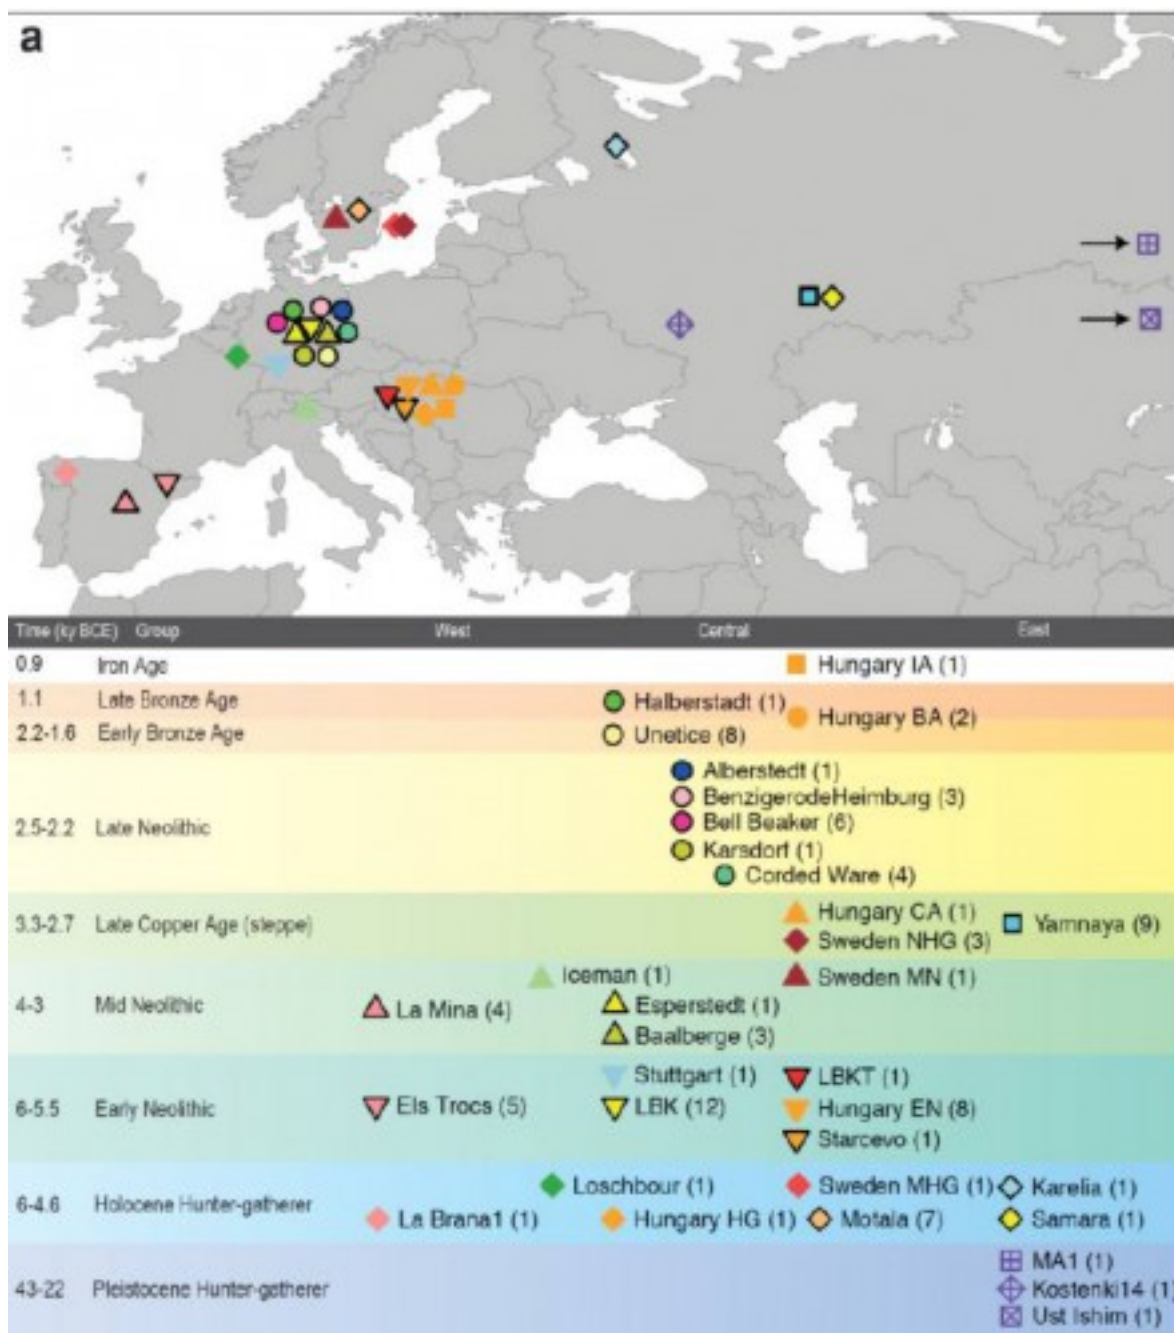 a
Time (ky BCE) Group West Central East
0.9 Iron Age Hungary IA (1)
1.1 Late Bronze Age Halberstadt (1)
Hungary BA (2)
2.2-1.6 Early Bronze Age Unetice (8)
Alberstedt (1)
BenzigerodeHeimburg (3)
2.5-2.2 Late Neolithic Bell Beaker (6)
Karsdorf (1)
Corded Ware (4)
Hungary CA (1)
3.3-2.7 Late Copper Age (steppe) Yamnaya (9)
Sweden NHG (3)
Iceman (1) Sweden MN (1)
4-3 Mid Neolithic La Mina (4) Esperstedt (1)
Baalberge (3)
Stuttgart (1) LBKT (1)
6-5.5 Early Neolithic Els Trocs (5) LBK (12) Hungary EN (8)
Starcevo (1)
Loschbour (1) Sweden MHG (1) Karelia (1)
6-4.6 Holocene Hunter-gatherer
La Brana1 (1) Hungary HG (1) Motala (7) Samara (1)
MA1 (1)
43-22 Pleistocene Hunter-gatherer Kostenki14 (1
Ust Ishim (1)